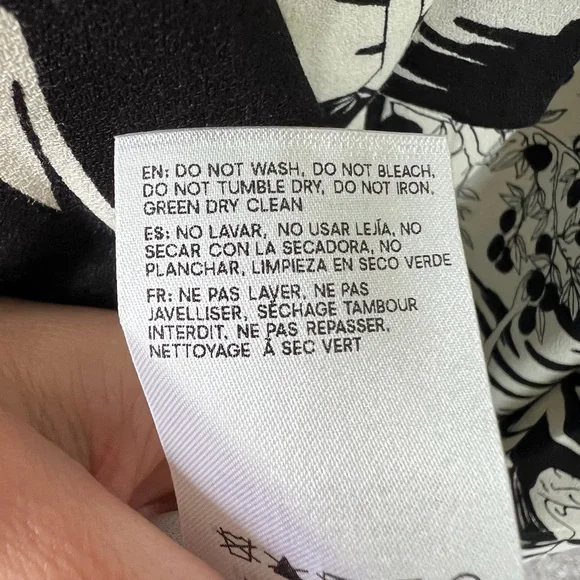 EN: DO NOT WASH, DO NOT BLEACH,
DO NOT TUMBLE DRY, DO NOT IRON,
GREEN DRY CLEAN
ES: NO LAVAR, NO USAR LEJÍA, NO
SECAR CON LA SECADORA, NO
PLANCHAR, LIMPIEZA EN SECO VERDE
FR: NE PAS LAVER, NE PAS
JAVELLISER, SÉCHAGE TAMBOUR
INTERDIT, NE PAS REPASSER,
NETTOYAGE À SEC VERT